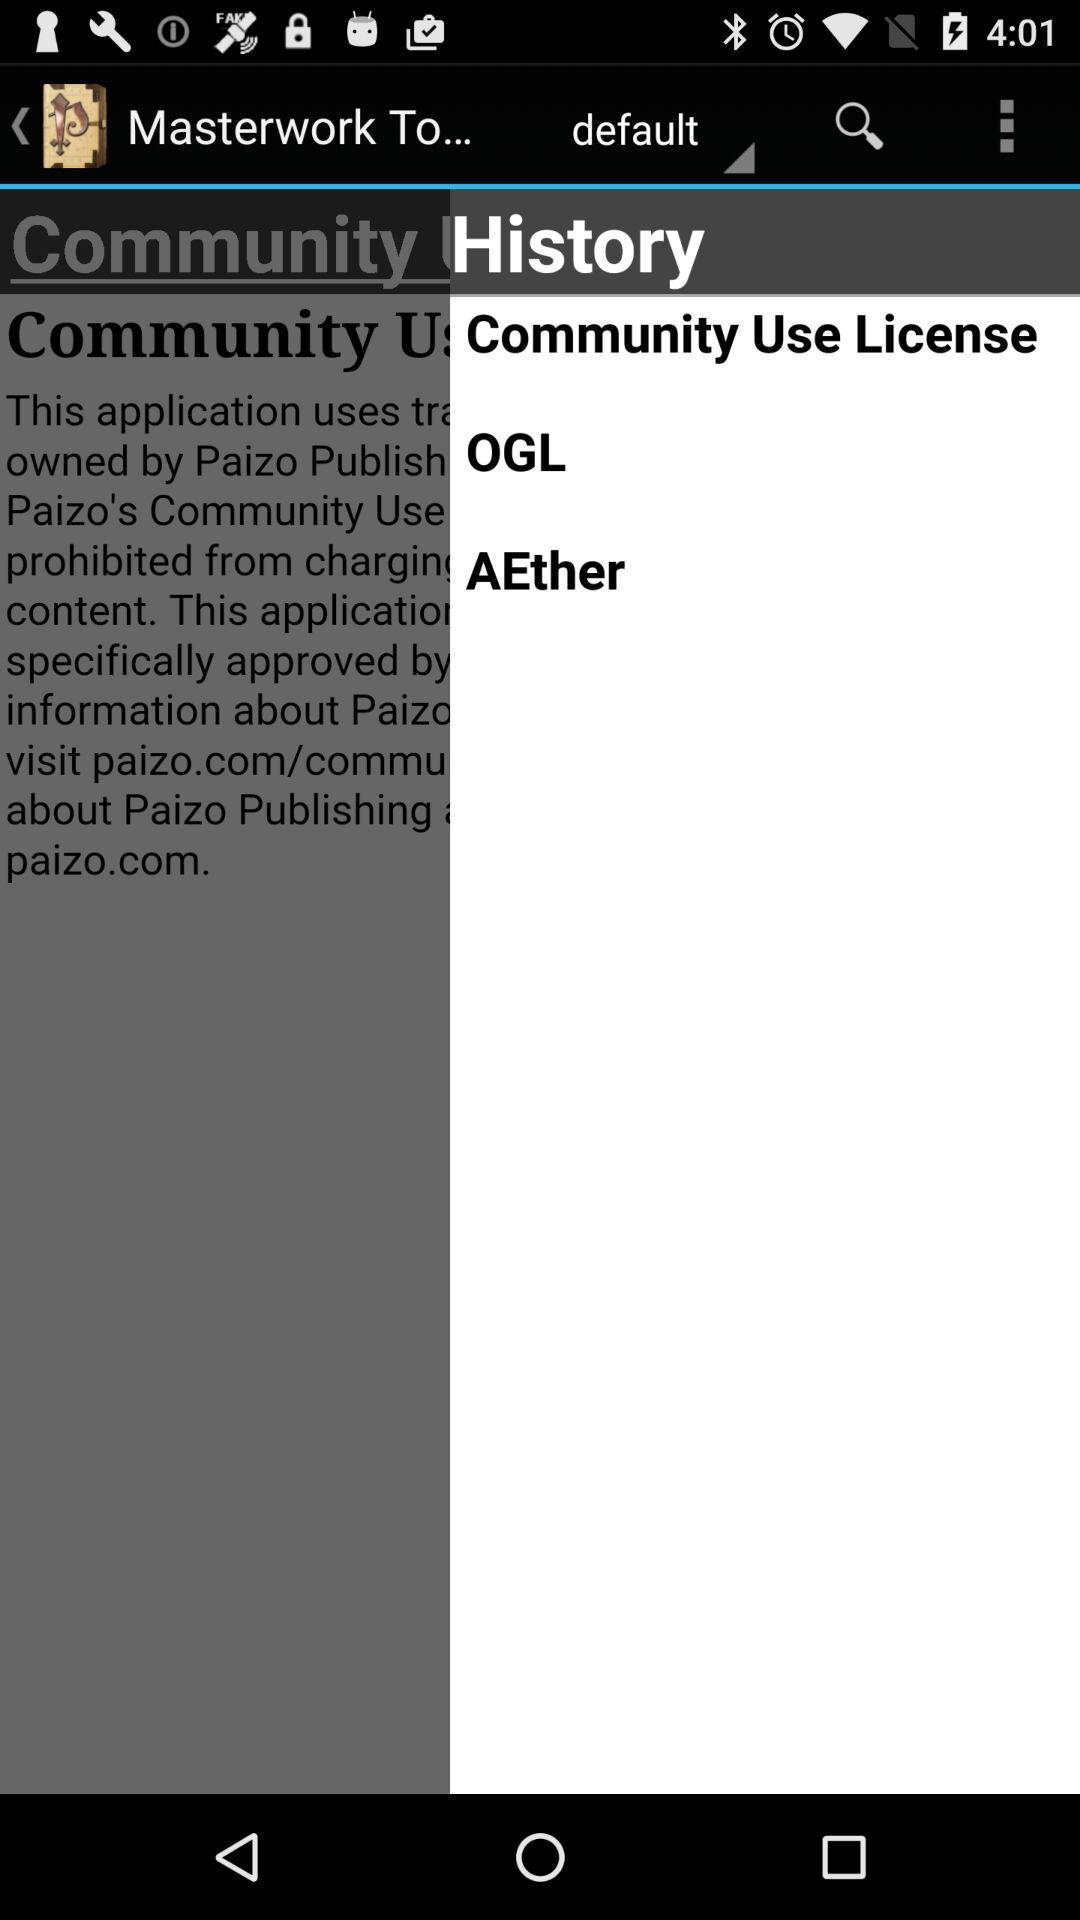 FAKE
4:01
Masterwork To...
default
Community
History
Community Us
This application uses tra
owned by Paizo Publish
Paizo's Community Use
prohibited from charging
content. This application
specifically approved by
information about Paizo
visit paizo.com/commu
about Paizo Publishing a
paizo.com.
Community Use License
OGL
AEther